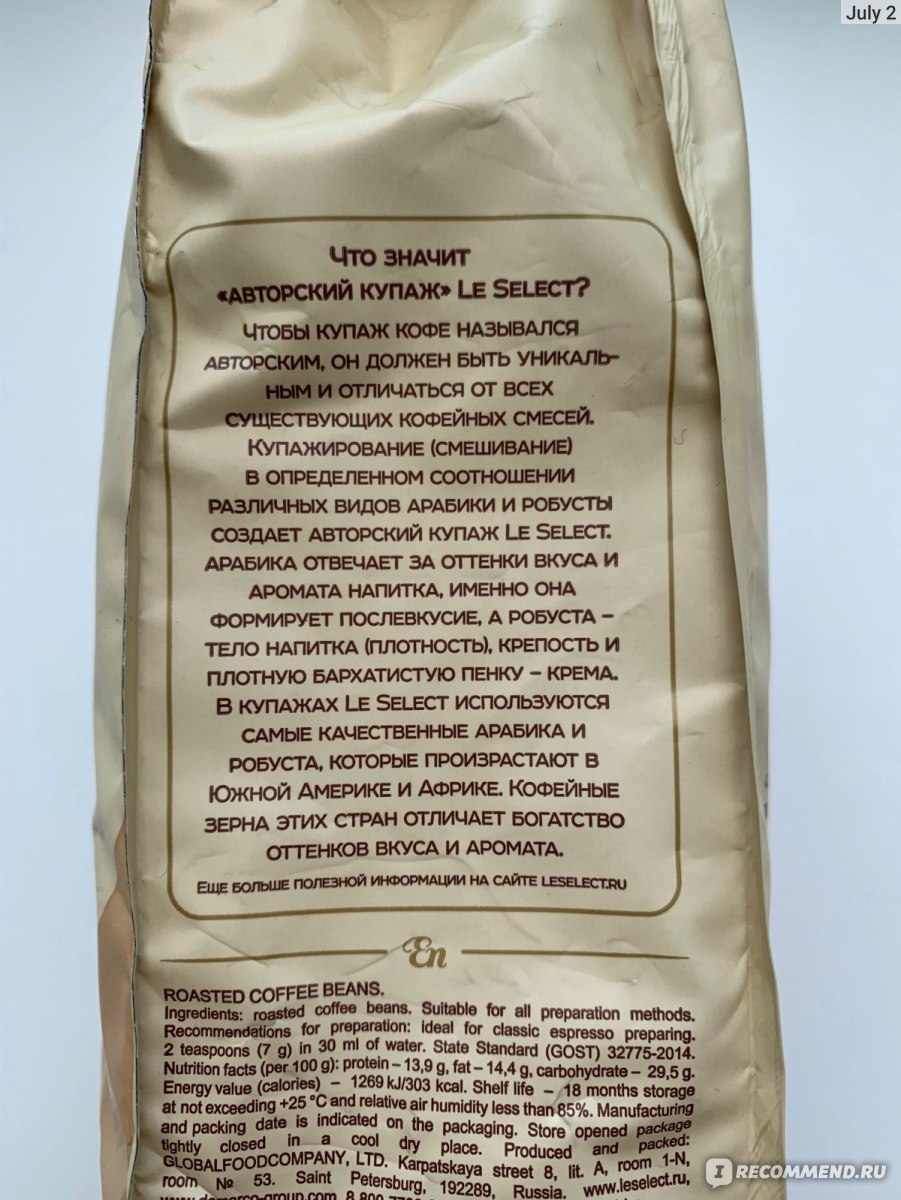 July 2
Что значит
«авторский купаж» Le Select?
Чтобы купаж кофе назывался
авторским, он должен быть уникаль-
ным и отличаться от всех
существующих кофейных смесей.
Купажирование (смешивание)
в определенном соотношении
различных видов арабики и робусты
создает авторский купаж Le Select.
Арабика отвечает за оттенки вкуса и
аромата напитка, именно она
формирует послевкусие, а робуста –
тело напитка (плотность), крепость и
плотную бархатистую пенку – крема.
В купажах Le Select используются
самые качественные арабика и
робуста, которые произрастают в
Южной Америке и Африке. Кофейные
зерна этих стран отличает богатство
оттенков вкуса и аромата.
Еще больше полезной информации на сайте leselect.ru
En
ROASTED COFFEE BEANS.
Ingredients: roasted coffee beans. Suitable for all preparation methods.
Recommendations for preparation: Ideal for classic espresso preparing.
2 teaspoons (7 g) in 30 ml of water. State Standard (GOST) 32775-2014.
Nutrition facts (per 100 g): protein – 13,9 g, fat – 14,4 g, carbohydrate – 29,5 g.
Energy value (calories) – 1269 kJ/303 kcal. Shelf life – 18 months storage
at not exceeding +25 °C and relative air humidity less than 85%. Manufacturing
and packing date is indicated on the packaging. Store opened package
tightly closed in a cool dry place. Produced and packed:
GLOBALFOODCOMPANY, LTD. Karpatskaya street 8, lit. A, room 1-N,
room № 53. Saint Petersburg, 192289, Russia. www.leselect.ru,
IRECOMMEND.RU